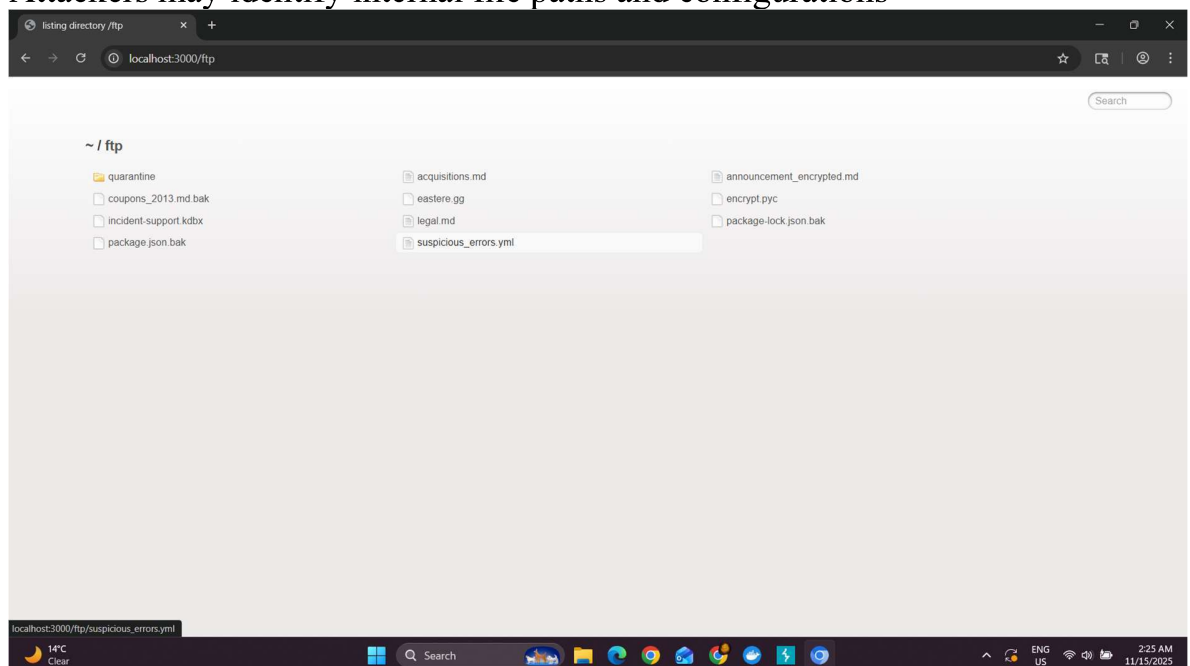 Attackers may identify internal file paths and configurations
listing directory /ftp
localhost:3000/ftp
Search
~ / ftp
quarantine
acquisitions.md
announcement_encrypted.md
coupons_2013.md.bak
eastere.gg
encrypt.pyc
incident-support.kdbx
legal.md
package-lock.json.bak
package.json.bak
suspicious_errors.yml
localhost:3000/ftp/suspicious_errors.yml
14°C
Clear
Search
ENG
US
2:25 AM
11/15/2025